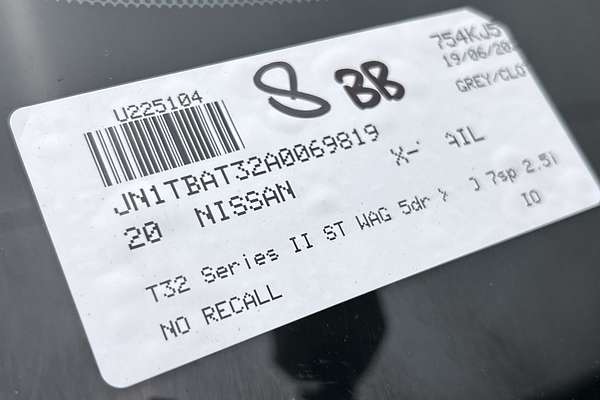 U225104
8 BB
754KJ5
19/06/20
GREY/CLO
JN1TBAT32A0069819
20 NISSAN X- AIL
T32 Series II ST WAG 5dr 7sp 2.5i
NO RECALL IO